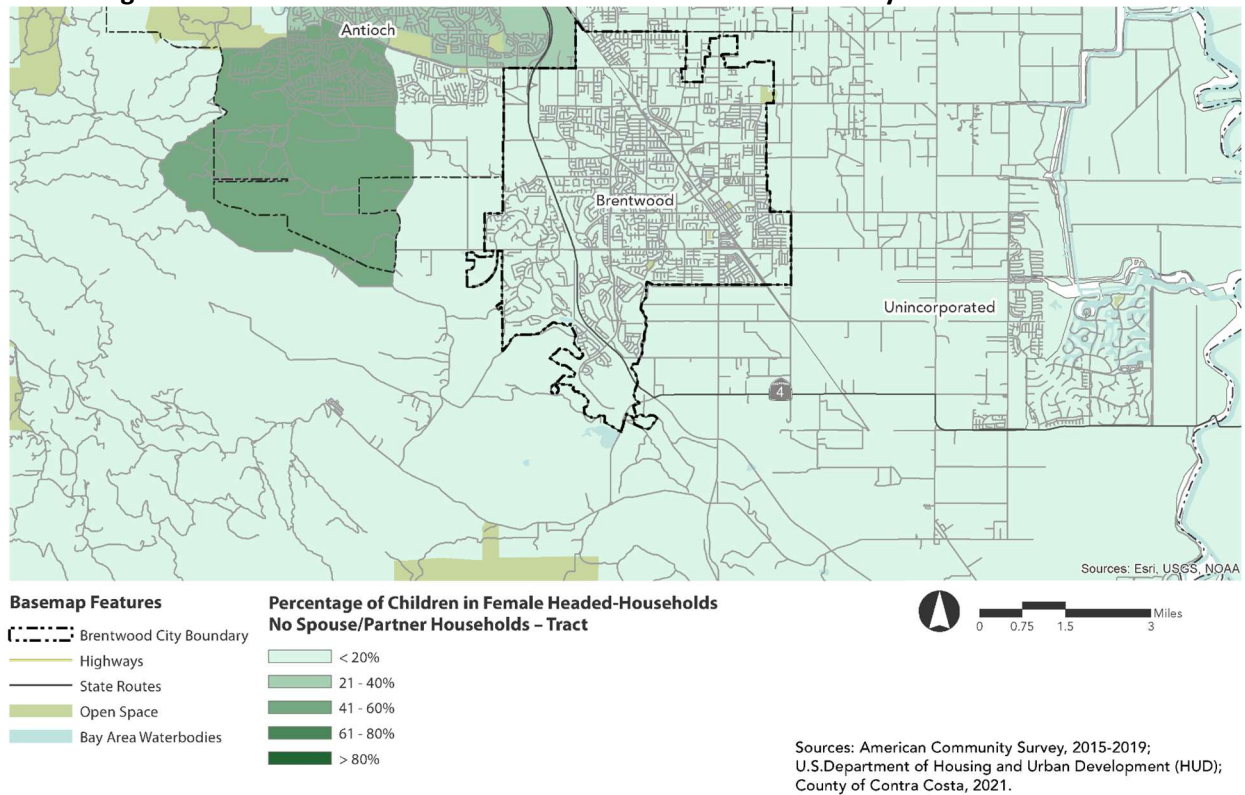 Antioch
Brentwood
Unincorporated
4
Sources: Esri, USGS, NOAA
Basemap Features
Brentwood City Boundary
Highways
State Routes
Open Space
Bay Area Waterbodies
Percentage of Children in Female Headed-Households
No Spouse/Partner Households – Tract
< 20%
21 - 40%
41 - 60%
61 - 80%
> 80%
Miles
0 0.75 1.5 3
Sources: American Community Survey, 2015-2019;
U.S.Department of Housing and Urban Development (HUD);
County of Contra Costa, 2021.